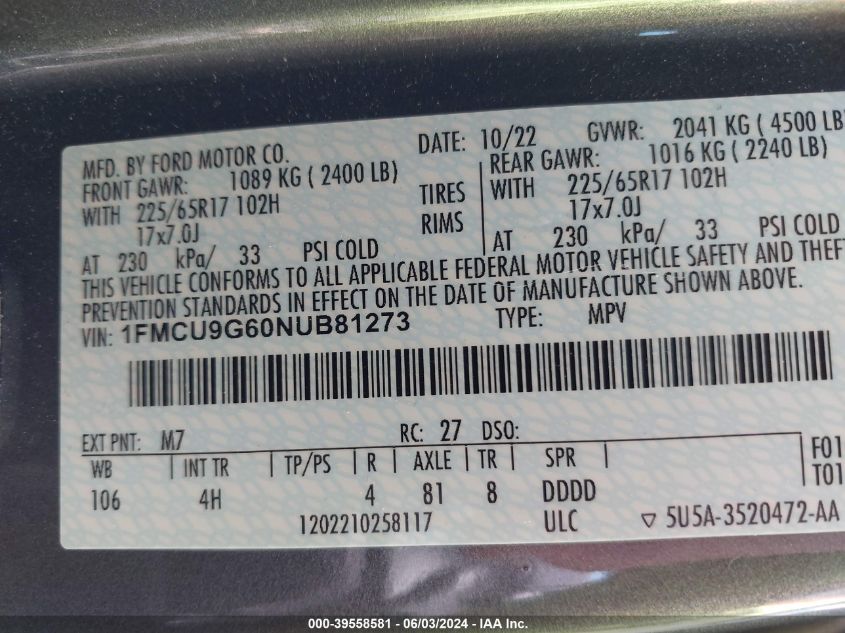 MFD. BY FORD MOTOR CO. DATE: 10/22 GVWR: 2041 KG ( 4500 LB
FRONT GAWR: 1089 KG ( 2400 LB) REAR GAWR: 1016 KG ( 2240 LB)
WITH 225/65R17 102H TIRES WITH 225/65R17 102H
17x7.0J RIMS 17x7.0J
AT 230 kPa/ 33 PSI COLD AT 230 kPa/ 33 PSI COLD
THIS VEHICLE CONFORMS TO ALL APPLICABLE FEDERAL MOTOR VEHICLE SAFETY AND THEFT
PREVENTION STANDARDS IN EFFECT ON THE DATE OF MANUFACTURE SHOWN ABOVE.
VIN: 1FMCU9G60NUB81273 TYPE: MPV
EXT PNT: M7 RC: 27 DSO:
WB INT TR TP/PS R AXLE TR SPR F01
106 4H 4 81 8 DDDD T01
1202210258117 ULC ▽ 5U5A-3520472-AA
000-39558581 - 06/03/2024 - IAA Inc.